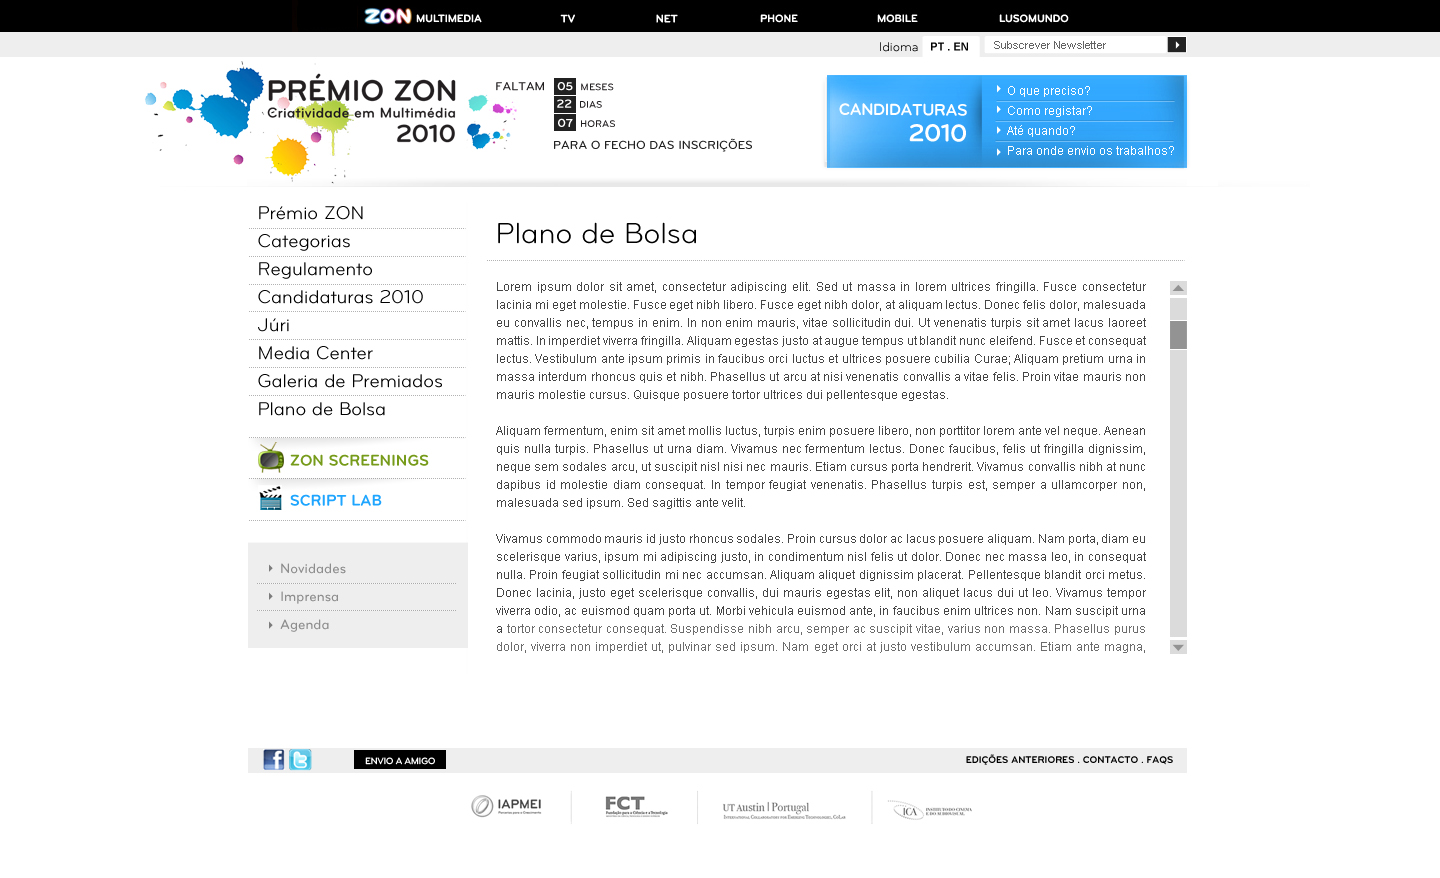 ZON MULTIMEDIA TV NET PHONE MOBILE LUSOMUNDO
Idioma PT . EN Subscrever Newsletter
PRÉMIO ZON
Criatividade em Multimédia
2010
FALTAM 05 MESES
22 DIAS
07 HORAS
PARA O FECHO DAS INSCRIÇÕES
CANDIDATURAS
2010
O que preciso?
Como registar?
Até quando?
Para onde envio os trabalhos?
Prémio ZON
Categorias
Regulamento
Candidaturas 2010
Júri
Media Center
Galeria de Premiados
Plano de Bolsa
ZON SCREENINGS
SCRIPT LAB
Novidades
Imprensa
Agenda
Plano de Bolsa
Lorem ipsum dolor sit amet, consectetur adipiscing elit. Sed ut massa in lorem ultrices fringilla. Fusce consectetur
lacinia mi eget molestie. Fusce eget nibh libero. Fusce eget nibh dolor, at aliquam lectus. Donec felis dolor, malesuada
eu convallis nec, tempus in enim. In non enim mauris, vitae sollicitudin dui. Ut venenatis turpis sit amet lacus laoreet
mattis. In imperdiet viverra fringilla. Aliquam egestas justo at augue tempus ut blandit nunc eleifend. Fusce et consequat
lectus. Vestibulum ante ipsum primis in faucibus orci luctus et ultrices posuere cubilia Curae; Aliquam pretium urna in
massa interdum rhoncus quis et nibh. Phasellus ut arcu at nisi venenatis convallis a vitae felis. Proin vitae mauris non
mauris molestie cursus. Quisque posuere tortor ultrices dui pellentesque egestas.
Aliquam fermentum, enim sit amet mollis luctus, turpis enim posuere libero, non porttitor lorem ante vel neque. Aenean
quis nulla turpis. Phasellus ut urna diam. Vivamus nec fermentum lectus. Donec faucibus, felis ut fringilla dignissim,
neque sem sodales arcu, ut suscipit nisl nisi nec mauris. Etiam cursus porta hendrerit. Vivamus convallis nibh at nunc
dapibus id molestie diam consequat. In tempor feugiat venenatis. Phasellus turpis est, semper a ullamcorper non,
malesuada sed ipsum. Sed sagittis ante velit.
Vivamus commodo mauris id justo rhoncus sodales. Proin cursus dolor ac lacus posuere aliquam. Nam porta, diam eu
scelerisque varius, ipsum mi adipiscing justo, in condimentum nisl felis ut dolor. Donec nec massa leo, in consequat
nulla. Proin feugiat sollicitudin mi nec accumsan. Aliquam aliquet dignissim placerat. Pellentesque blandit orci metus.
Donec lacinia, justo eget scelerisque convallis, dui mauris egestas elit, non aliquet lacus dui ut leo. Vivamus tempor
viverra odio, ac euismod quam porta ut. Morbi vehicula euismod ante, in faucibus enim ultrices non. Nam suscipit urna
a tortor consectetur consequat. Suspendisse nibh arcu, semper ac suscipit vitae, varius non massa. Phasellus purus
dolor, viverra non imperdiet ut, pulvinar sed ipsum. Nam eget orci at justo vestibulum accumsan. Etiam ante magna,
ENVIO A AMIGO
EDIÇÕES ANTERIORES . CONTACTO . FAQS
IAPMEI
FCT
Fundação para a Ciência e a Tecnologia
UT Austin | Portugal
ICA